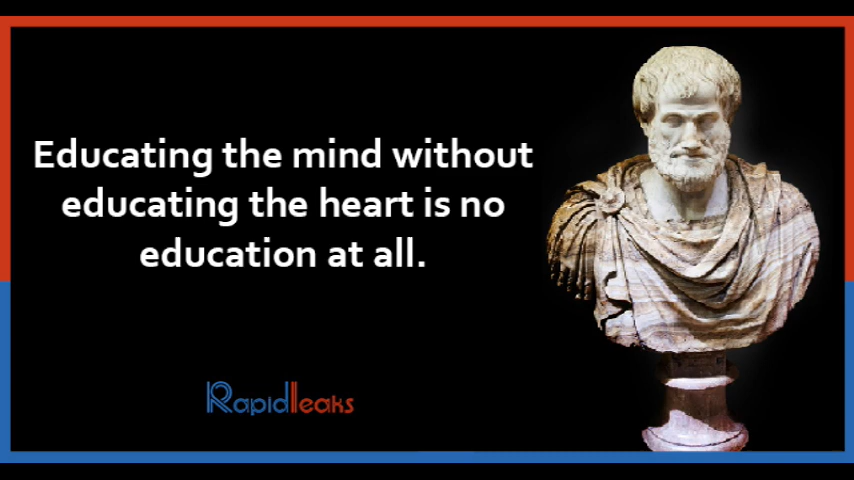 Educating the mind without
educating the heart is no
education at all.
Rapidleaks